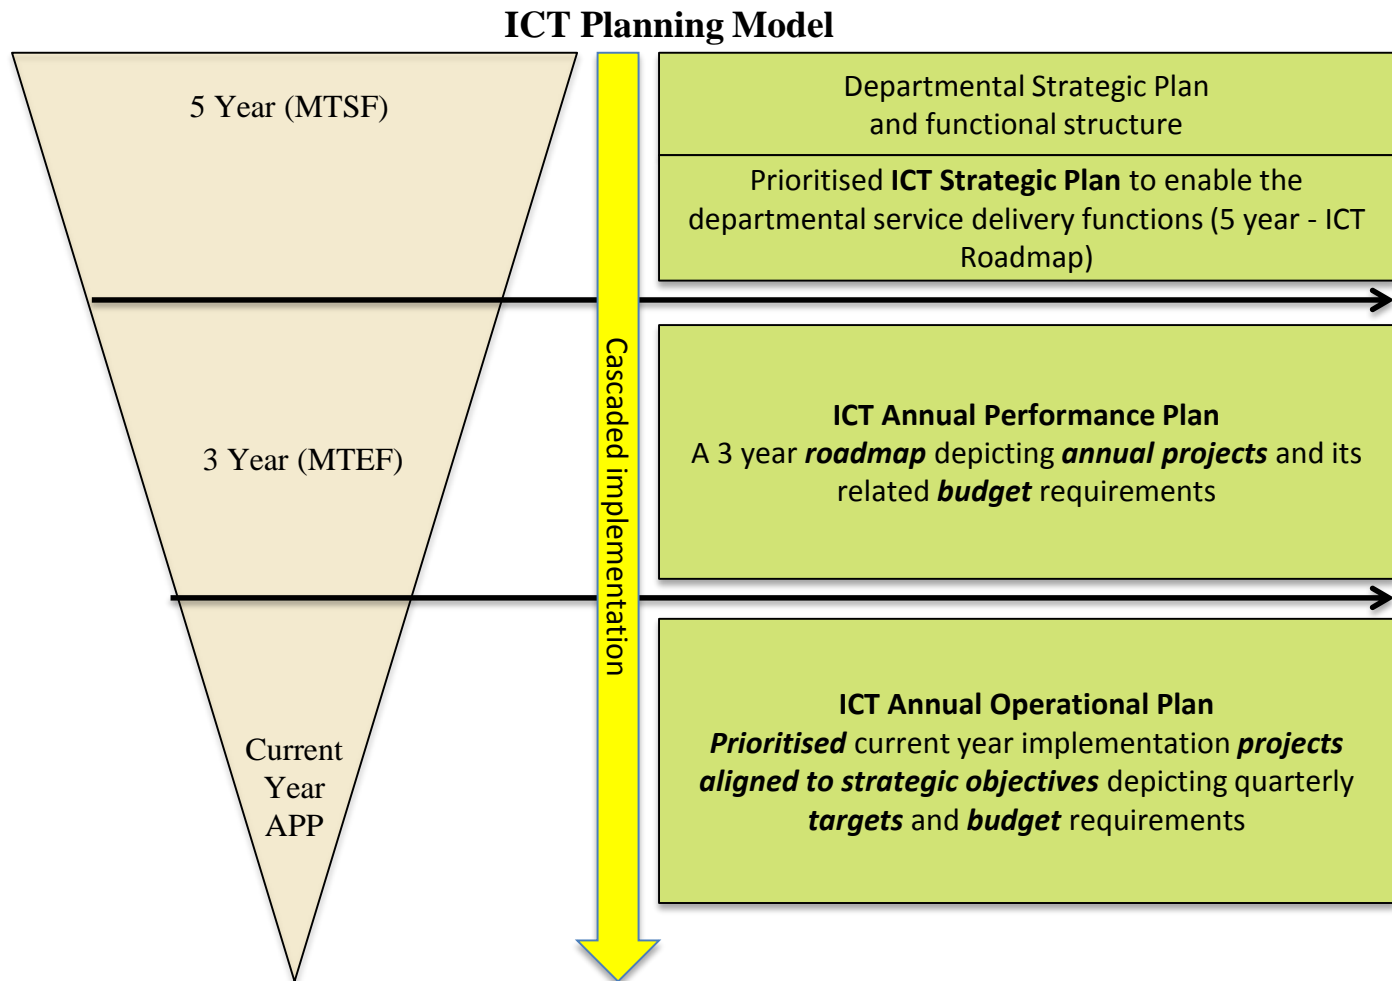 ICT Planning Model
5 Year (MTSF)
Departmental Strategic Plan
and functional structure
Prioritised ICT Strategic Plan to enable the
departmental service delivery functions (5 year - ICT
Roadmap)
Cascaded implementation
3 Year (MTEF)
ICT Annual Performance Plan
A 3 year roadmap depicting annual projects and its
related budget requirements
Current
Year
APP
ICT Annual Operational Plan
Prioritised current year implementation projects
aligned to strategic objectives depicting quarterly
targets and budget requirements